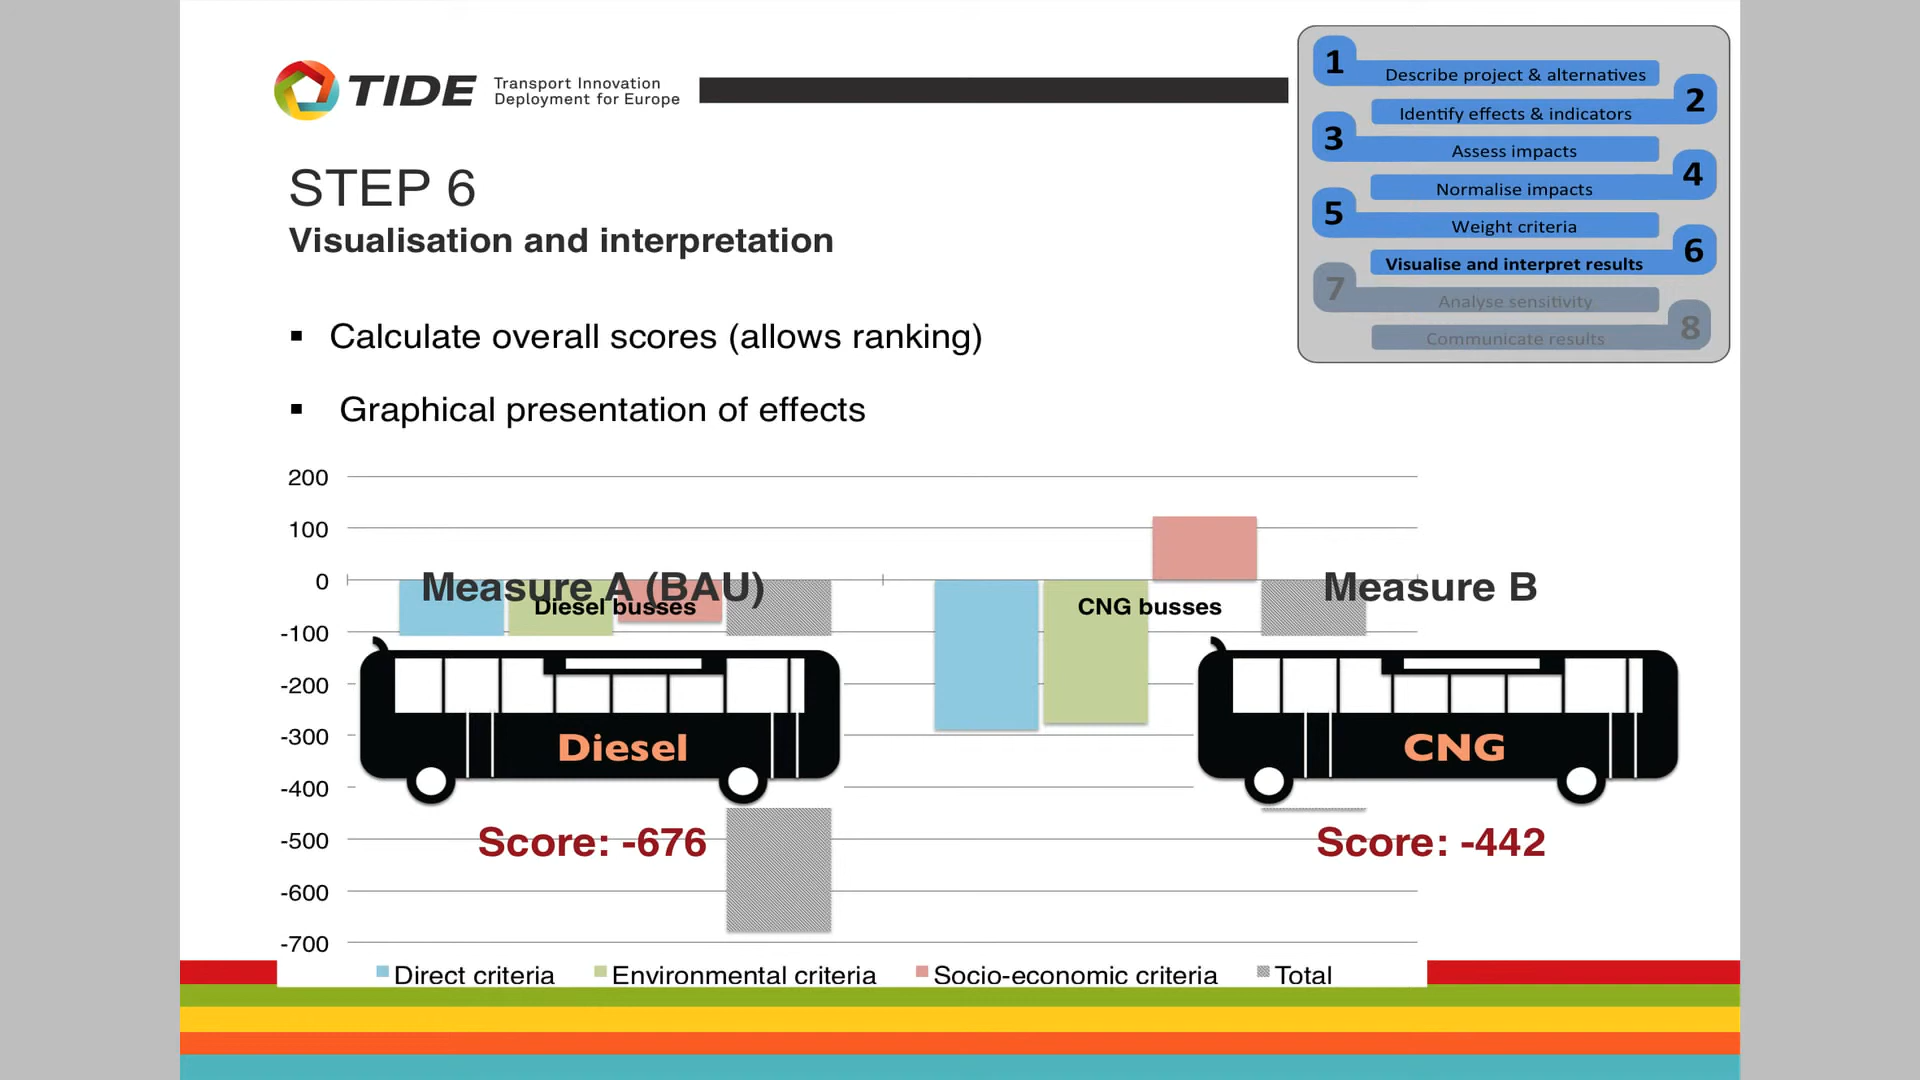 TIDE
Transport Innovation
Deployment for Europe
1
Describe project & alternatives
2
Identify effects & indicators
3
Assess impacts
4
Normalise impacts
5
Weight criteria
6
Visualise and interpret results
7
Analyse sensitivity
8
Communicate results
STEP 6
Visualisation and interpretation
▪ Calculate overall scores (allows ranking)
▪ Graphical presentation of effects
200
100
0
-100
-200
-300
-400
-500
-600
-700
Measure A (BAU)
Diesel busses
Diesel
Score: -676
CNG busses
Measure B
CNG
Score: -442
Direct criteria
Environmental criteria
Socio-economic criteria
Total